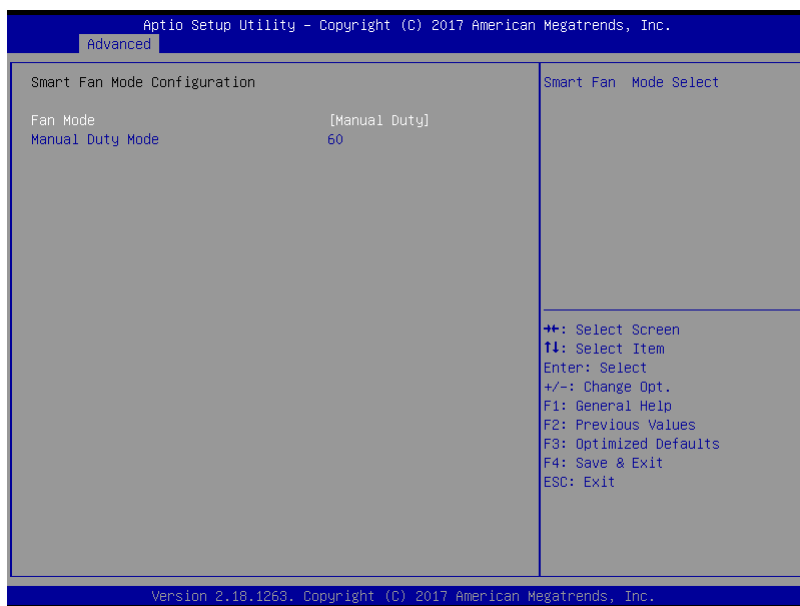 Aptio Setup Utility – Copyright (C) 2017 American Megatrends, Inc.
Advanced
Smart Fan Mode Configuration
Fan Mode [Manual Duty]
Manual Duty Mode 60
Smart Fan  Mode Select
→←: Select Screen
↑↓: Select Item
Enter: Select
+/-: Change Opt.
F1: General Help
F2: Previous Values
F3: Optimized Defaults
F4: Save & Exit
ESC: Exit
Version 2.18.1263. Copyright (C) 2017 American Megatrends, Inc.